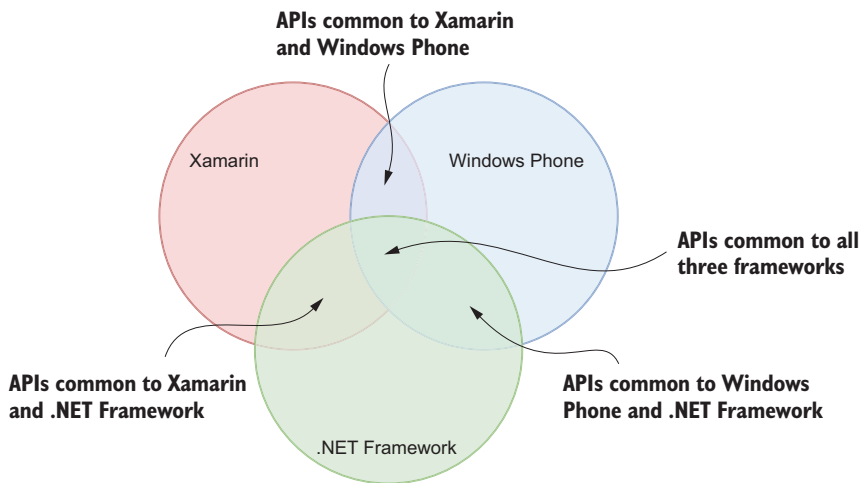 APIs common to Xamarin
and Windows Phone
Xamarin
Windows Phone
APIs common to all
three frameworks
APIs common to Xamarin
and .NET Framework
APIs common to Windows
Phone and .NET Framework
.NET Framework